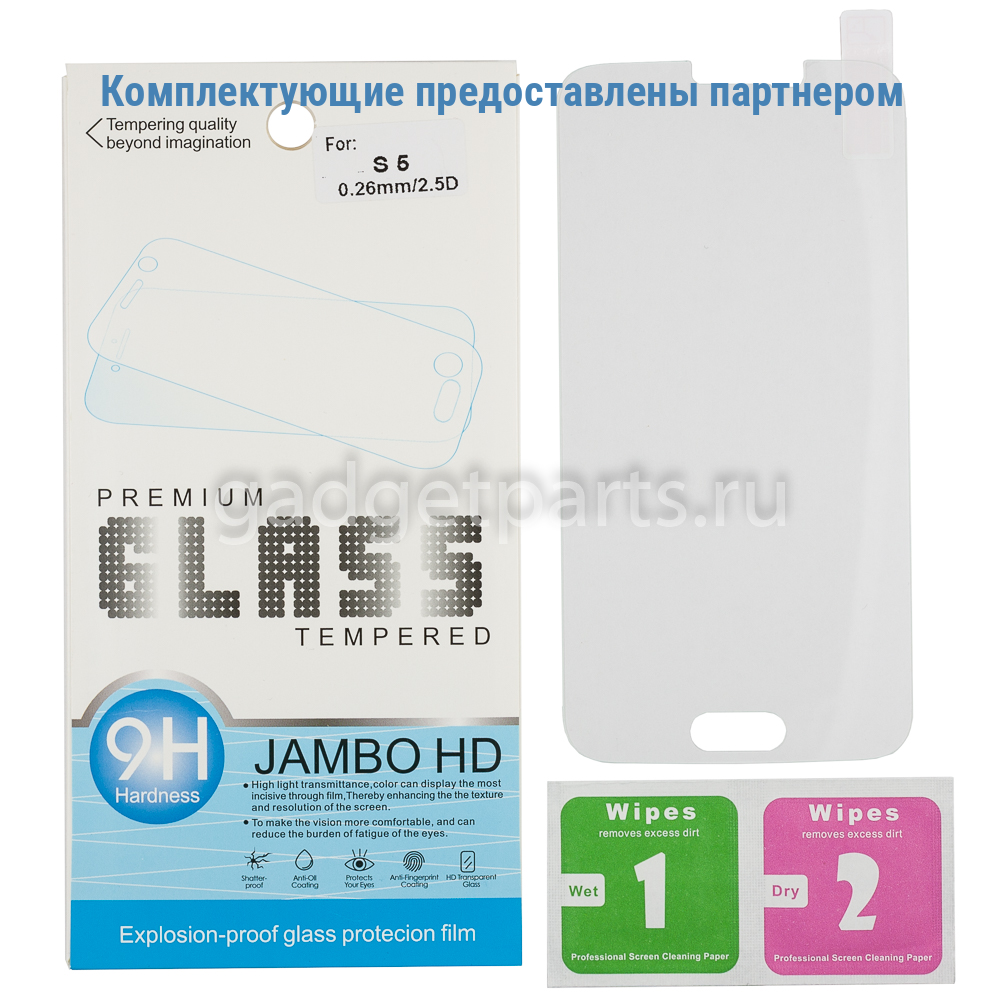 Комплектующие предоставлены партнером
Tempering quality
beyond imagination
For:
S 5
0.26mm/2.5D
gadgetparts.ru
PREMIUM
GLASS
TEMPERED
9H
Hardness
JAMBO HD
• High light transmittance,color can display the most
incisive through film,Thereby enhancing the the texture
and resolution of the screen.
• To make the vision more comfortable, and can
reduce the burden of fatigue of the eyes.
Shatter-
proof
Anti-Oil
Coating
Protects
Your Eyes
Anti-Fingerprint
Coating
HD Transparent
Glass
Explosion-proof glass protecion film
Wipes
removes excess dirt
Wet
1
Professional Screen Cleaning Paper
Wipes
removes excess dirt
Dry
2
Professional Screen Cleaning Paper